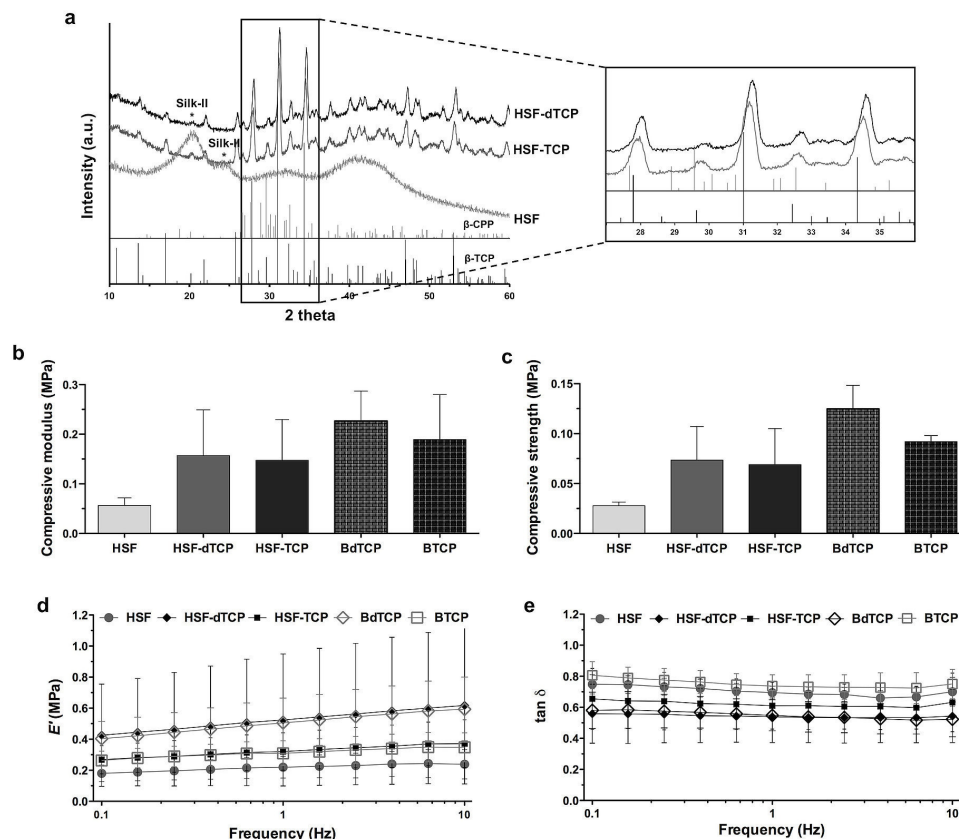 a
Intensity (a.u.)
Silk-II
*
Silk-II
*
HSF-dTCP
HSF-TCP
HSF
β-CPP
β-TCP
10 20 30 40 50 60
2 theta
28 29 30 31 32 33 34 35
b
Compressive modulus (MPa)
0.3
0.2
0.1
0.0
HSF HSF-dTCP HSF-TCP BdTCP BTCP
c
Compressive strength (MPa)
0.15
0.10
0.05
0.00
HSF HSF-dTCP HSF-TCP BdTCP BTCP
d
HSF HSF-dTCP HSF-TCP BdTCP BTCP
E' (MPa)
1.2
1.0
0.8
0.6
0.4
0.2
0.0
0.1 1 10
Frequency (Hz)
e
HSF HSF-dTCP HSF-TCP BdTCP BTCP
tan δ
1.2
1.0
0.8
0.6
0.4
0.2
0.0
0.1 1 10
Frequency (Hz)